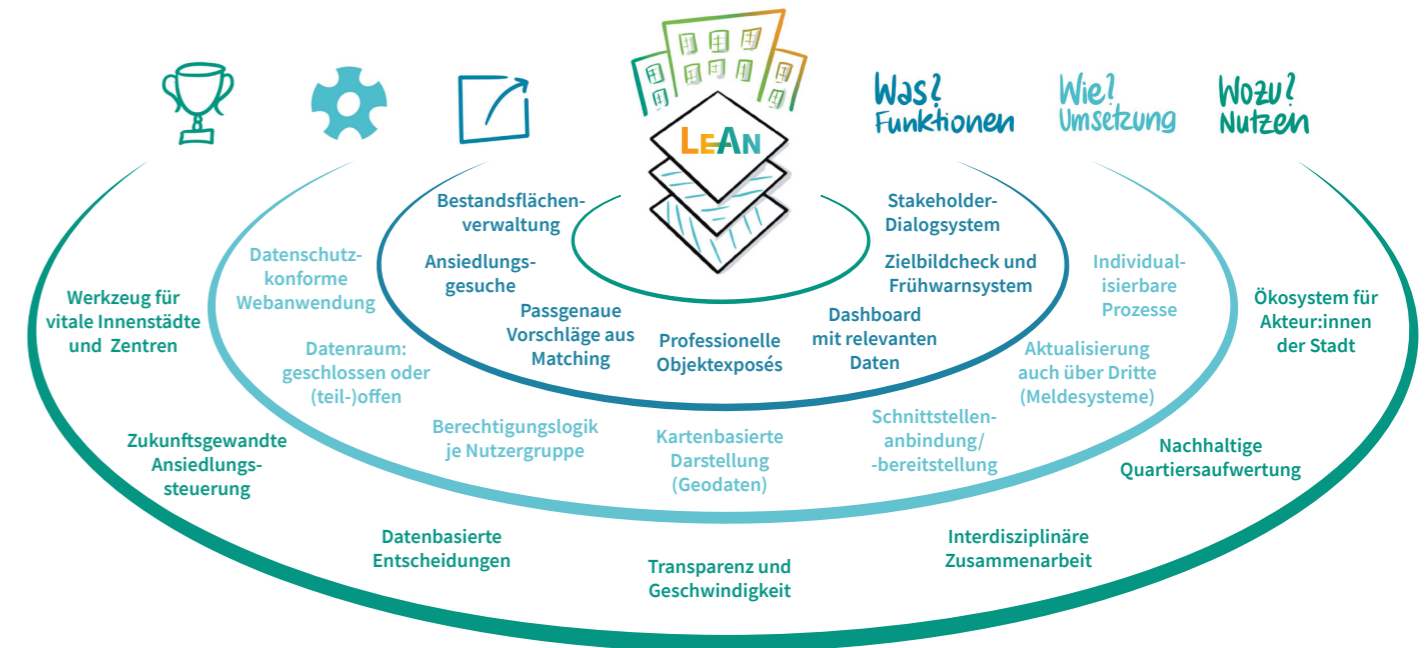 LeAn
Was?
Funktionen
Wie?
Umsetzung
Wozu?
Nutzen
Bestandsflächen-
verwaltung
Ansiedlungs-
gesuche
Passgenaue
Vorschläge aus
Matching
Professionelle
Objektexposés
Dashboard
mit relevanten
Daten
Zielbildcheck und
Frühwarnsystem
Stakeholder-
Dialogsystem
Datenschutz-
konforme
Webanwendung
Datenraum:
geschlossen oder
(teil-)offen
Berechtigungslogik
je Nutzergruppe
Kartenbasierte
Darstellung
(Geodaten)
Schnittstellen-
anbindung/
-bereitstellung
Aktualisierung
auch über Dritte
(Meldesysteme)
Individual-
isierbare
Prozesse
Werkzeug für
vitale Innenstädte
und Zentren
Zukunftsgewandte
Ansiedlungs-
steuerung
Datenbasierte
Entscheidungen
Transparenz und
Geschwindigkeit
Interdisziplinäre
Zusammenarbeit
Nachhaltige
Quartiersaufwertung
Ökosystem für
Akteur:innen
der Stadt